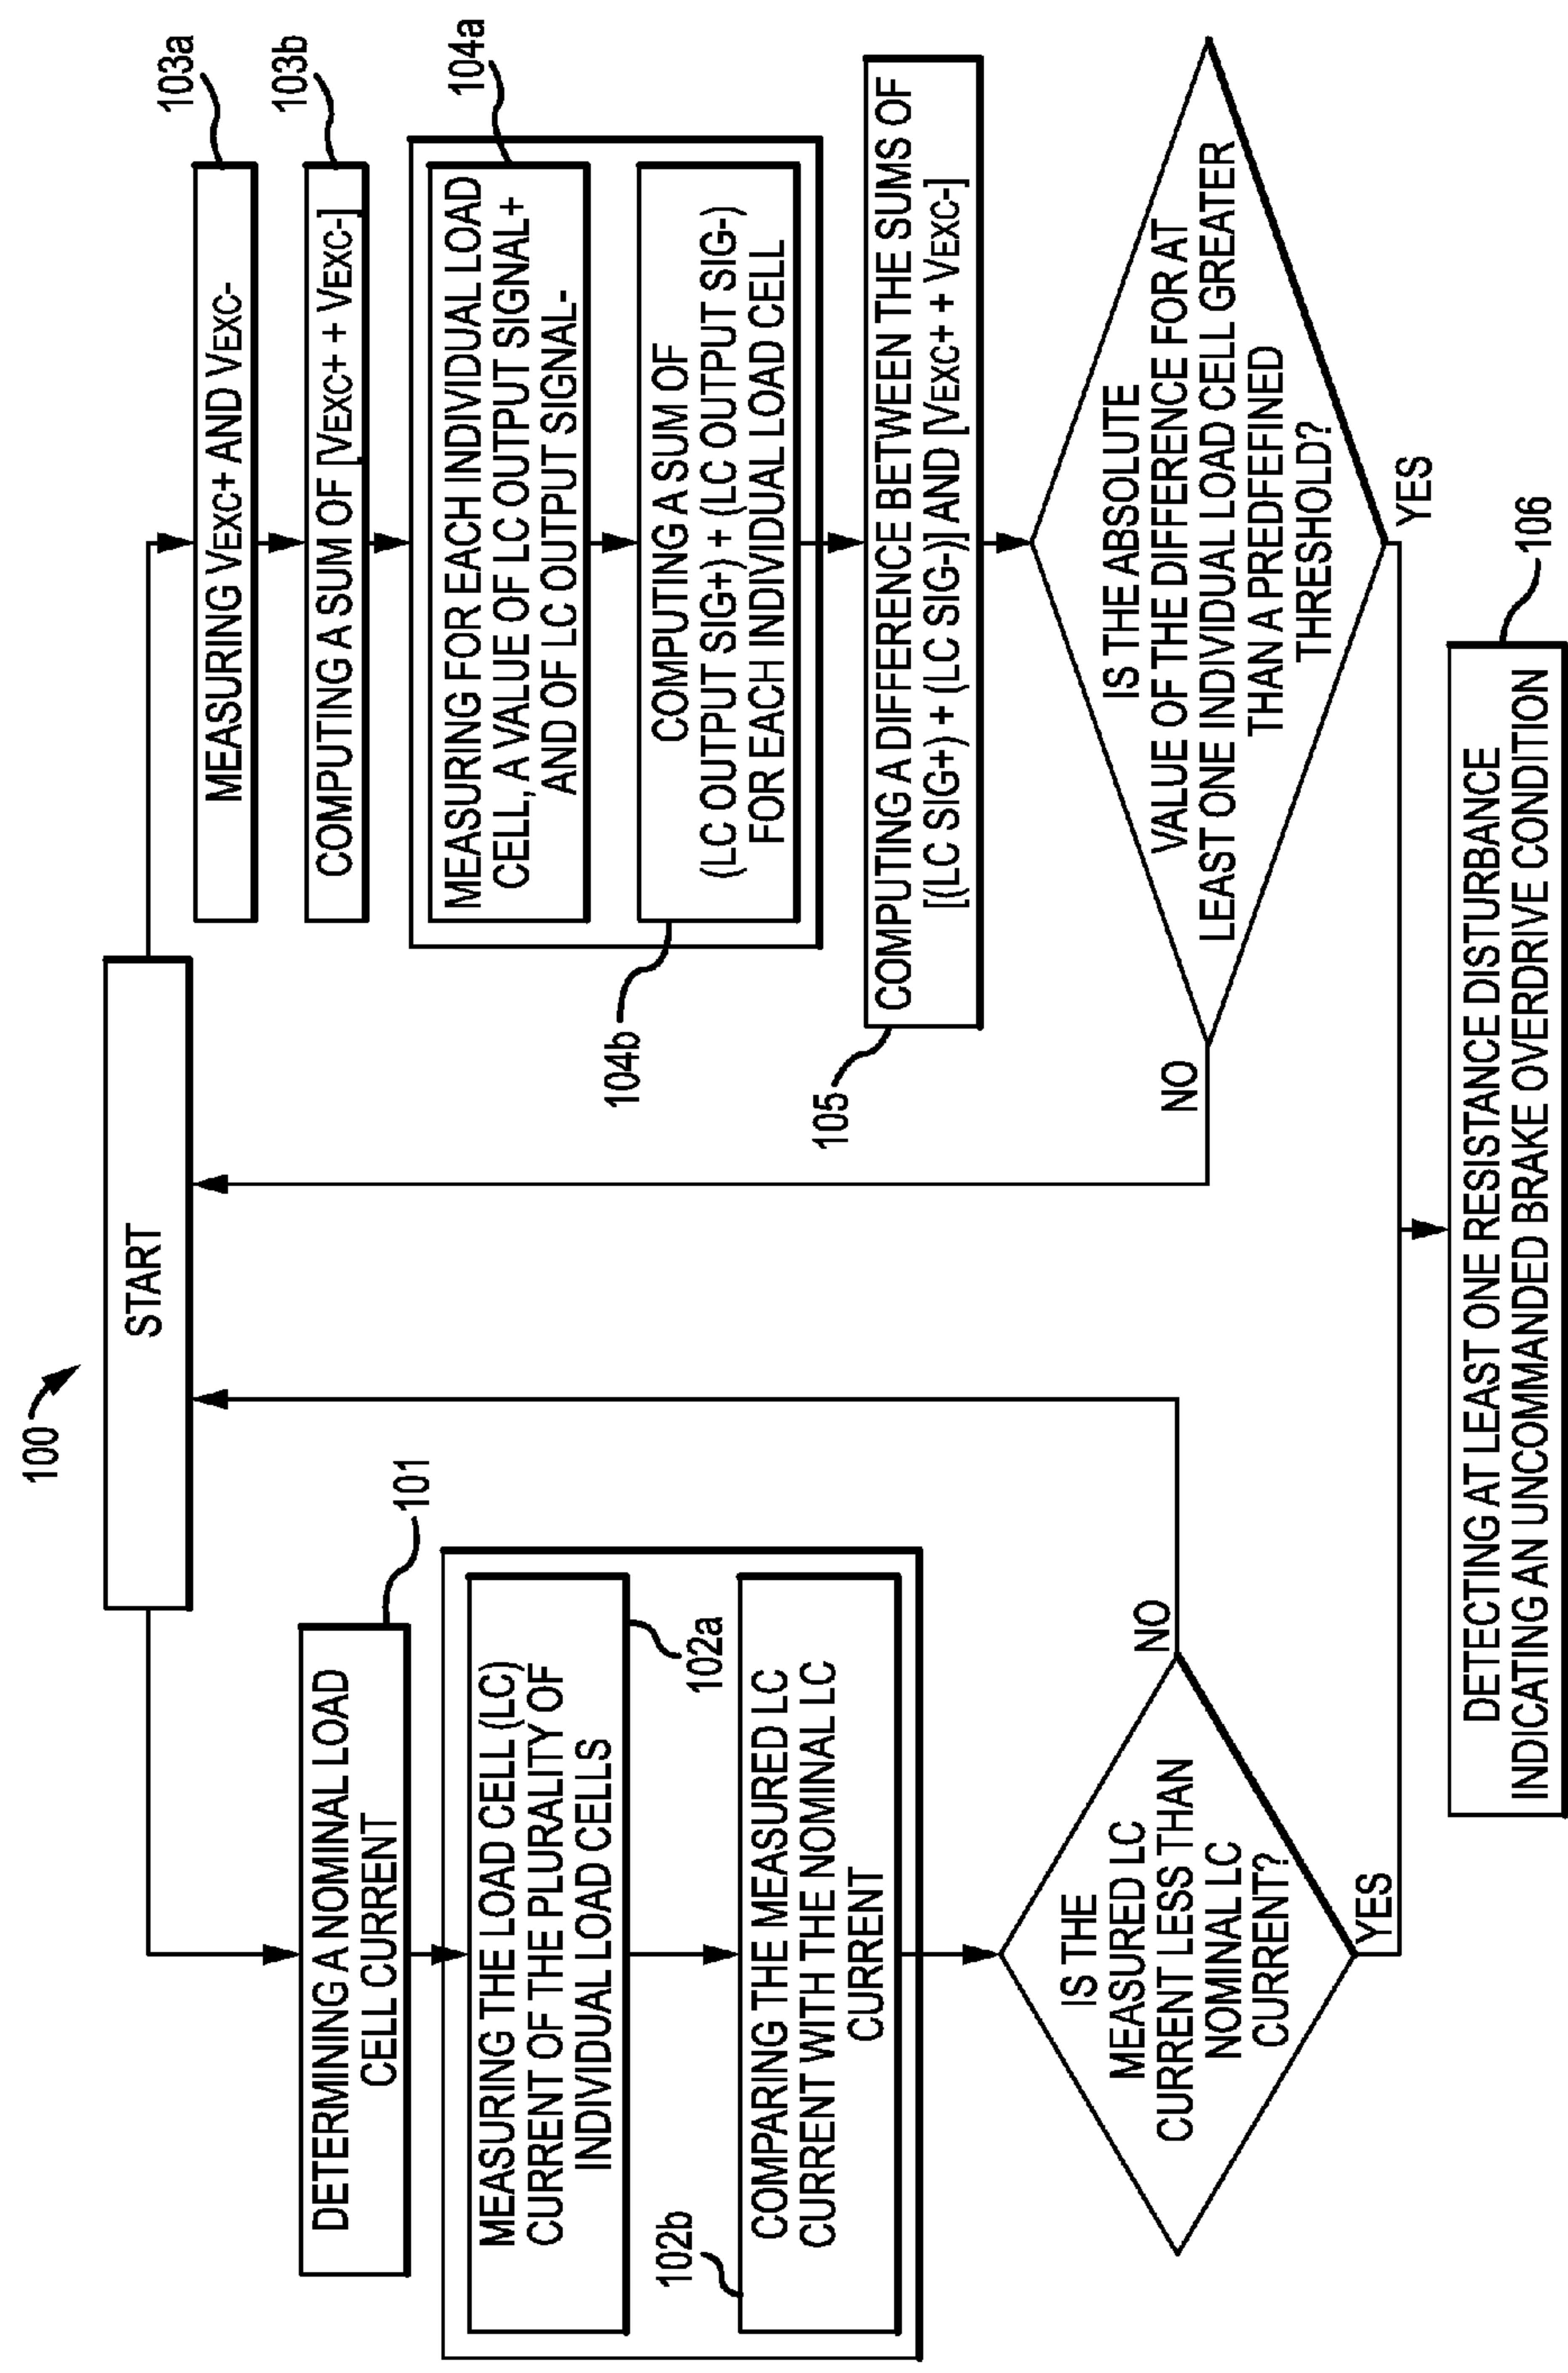 100
START
DETERMINING A NOMINAL LOAD
CELL CURRENT
101
MEASURING THE LOAD CELL (LC)
CURRENT OF THE PLURALITY OF
INDIVIDUAL LOAD CELLS
102a
COMPARING THE MEASURED LC
CURRENT WITH THE NOMINAL LC
CURRENT
102b
IS THE
MEASURED LC
CURRENT LESS THAN
NOMINAL LC
CURRENT?
NO
YES
MEASURING VEXC+ AND VEXC-
103a
COMPUTING A SUM OF [VEXC+ + VEXC-]
103b
MEASURING FOR EACH INDIVIDUAL LOAD
CELL, A VALUE OF LC OUTPUT SIGNAL+
AND OF LC OUTPUT SIGNAL-
104a
COMPUTING A SUM OF
(LC OUTPUT SIG+) + (LC OUTPUT SIG-)
FOR EACH INDIVIDUAL LOAD CELL
104b
COMPUTING A DIFFERENCE BETWEEN THE SUMS OF
[(LC SIG+) + (LC SIG-)] AND [VEXC+ + VEXC-]
105
IS THE ABSOLUTE
VALUE OF THE DIFFERENCE FOR AT
LEAST ONE INDIVIDUAL LOAD CELL GREATER
THAN A PREDFEFINED
THRESHOLD?
NO
YES
DETECTING AT LEAST ONE RESISTANCE DISTURBANCE
INDICATING AN UNCOMMANDED BRAKE OVERDRIVE CONDITION
106